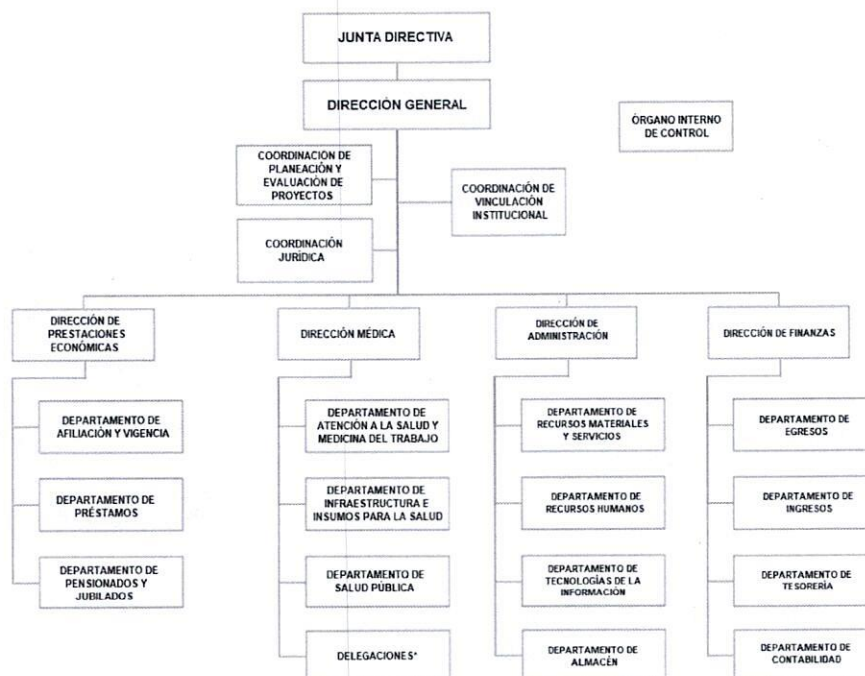 JUNTA DIRECTIVA
DIRECCIÓN GENERAL
ÓRGANO INTERNO
DE CONTROL
COORDINACIÓN DE
PLANEACIÓN Y
EVALUACIÓN DE
PROYECTOS
COORDINACIÓN DE
VINCULACIÓN
INSTITUCIONAL
COORDINACIÓN
JURÍDICA
DIRECCIÓN DE
PRESTACIONES
ECONÓMICAS
DIRECCIÓN MÉDICA
DIRECCIÓN DE
ADMINISTRACIÓN
DIRECCIÓN DE FINANZAS
DEPARTAMENTO DE
AFILIACIÓN Y VIGENCIA
DEPARTAMENTO DE
ATENCIÓN A LA SALUD Y
MEDICINA DEL TRABAJO
DEPARTAMENTO DE
RECURSOS MATERIALES
Y SERVICIOS
DEPARTAMENTO DE
EGRESOS
DEPARTAMENTO DE
PRÉSTAMOS
DEPARTAMENTO DE
INFRAESTRUCTURA E
INSUMOS PARA LA SALUD
DEPARTAMENTO DE
RECURSOS HUMANOS
DEPARTAMENTO DE
INGRESOS
DEPARTAMENTO DE
PENSIONADOS Y
JUBILADOS
DEPARTAMENTO DE
SALUD PÚBLICA
DEPARTAMENTO DE
TECNOLOGÍAS DE LA
INFORMACIÓN
DEPARTAMENTO DE
TESORERÍA
DELEGACIONES*
DEPARTAMENTO DE
ALMACÉN
DEPARTAMENTO DE
CONTABILIDAD